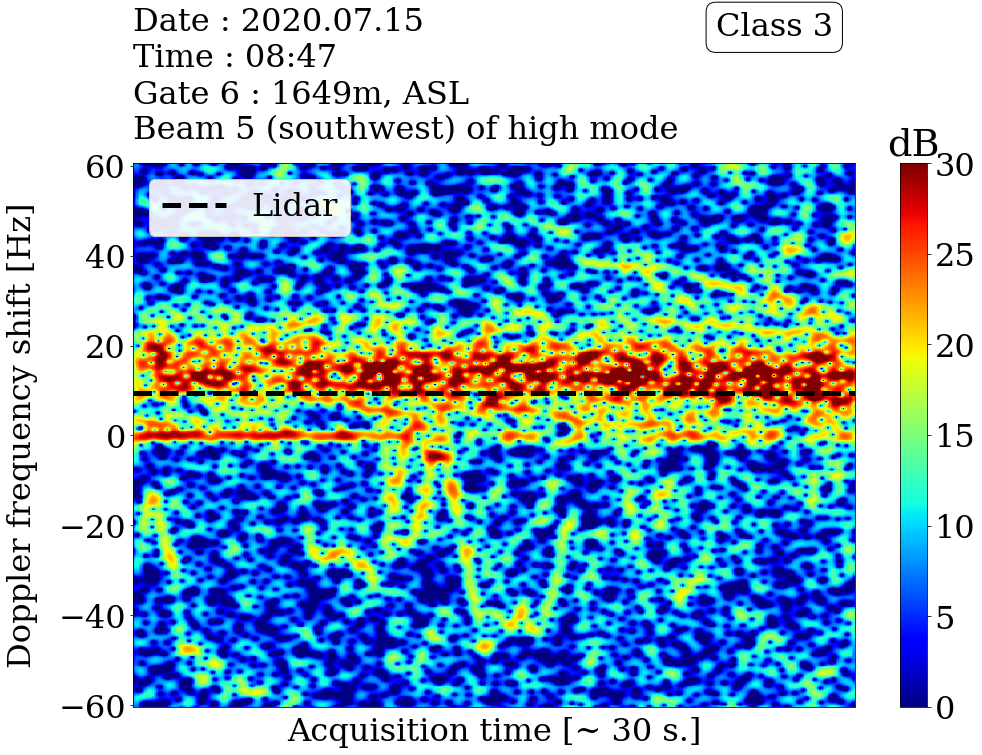 Date : 2020.07.15
Class 3
Time : 08:47
Gate 6 : 1649m, ASL
Beam 5 (southwest) of high mode
dB
Lidar
60
40
20
0
−20
−40
−60
30
25
20
15
10
5
0
Doppler frequency shift [Hz]
Acquisition time [~ 30 s.]